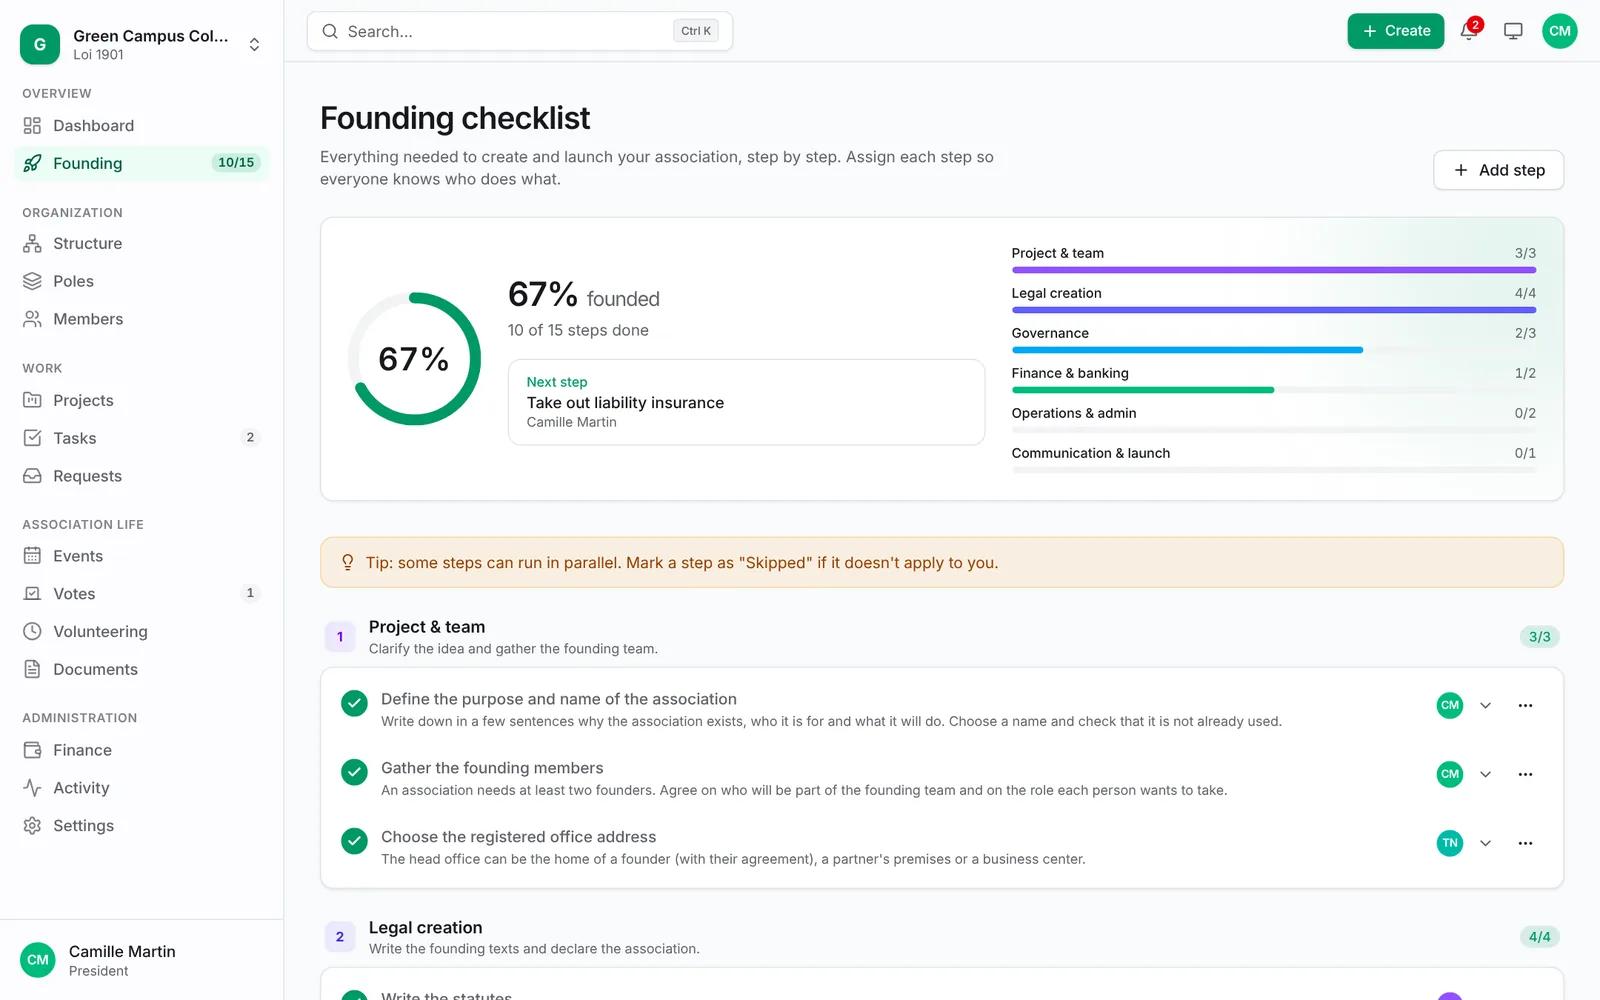 G
Green Campus Col...
Loi 1901
Search...
Ctrl K
Create
2
CM
OVERVIEW
Dashboard
Founding
10/15
ORGANIZATION
Structure
Poles
Members
WORK
Projects
Tasks
2
Requests
ASSOCIATION LIFE
Events
Votes
1
Volunteering
Documents
ADMINISTRATION
Finance
Activity
Settings
CM
Camille Martin
President
Founding checklist
Everything needed to create and launch your association, step by step. Assign each step so
everyone knows who does what.
Add step
67%
67% founded
10 of 15 steps done
Next step
Take out liability insurance
Camille Martin
Project & team
3/3
Legal creation
4/4
Governance
2/3
Finance & banking
1/2
Operations & admin
0/2
Communication & launch
0/1
Tip: some steps can run in parallel. Mark a step as "Skipped" if it doesn't apply to you.
1
Project & team
Clarify the idea and gather the founding team.
3/3
Define the purpose and name of the association
Write down in a few sentences why the association exists, who it is for and what it will do. Choose a name and check that it is not already used.
CM
Gather the founding members
An association needs at least two founders. Agree on who will be part of the founding team and on the role each person wants to take.
CM
Choose the registered office address
The head office can be the home of a founder (with their agreement), a partner's premises or a business center.
TN
2
Legal creation
Write the founding texts and declare the association.
4/4
Write the statutes